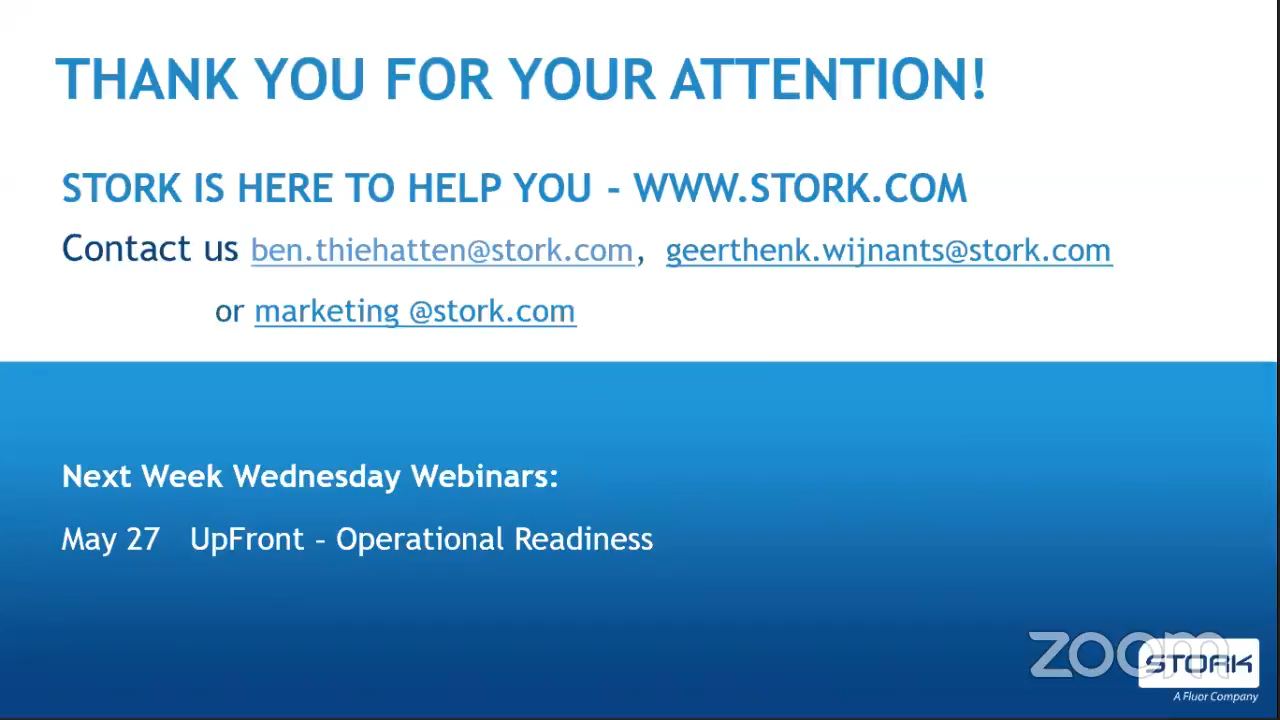 THANK YOU FOR YOUR ATTENTION!
STORK IS HERE TO HELP YOU - WWW.STORK.COM
Contact us ben.thiehatten@stork.com, geerthenk.wijnants@stork.com
or marketing @stork.com
Next Week Wednesday Webinars:
May 27 UpFront – Operational Readiness
zoom
STORK
A Fluor Company